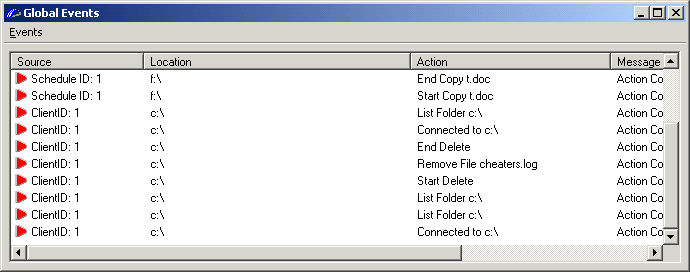 Global Events
Events
Source Location Action Message
Schedule ID: 1 f:\ End Copy t.doc Action Co
Schedule ID: 1 f:\ Start Copy t.doc Action Co
ClientID: 1 c:\ List Folder c:\ Action Co
ClientID: 1 c:\ Connected to c:\ Action Co
ClientID: 1 c:\ End Delete Action Co
ClientID: 1 c:\ Remove File cheaters.log Action Co
ClientID: 1 c:\ Start Delete Action Co
ClientID: 1 c:\ List Folder c:\ Action Co
ClientID: 1 c:\ List Folder c:\ Action Co
ClientID: 1 c:\ Connected to c:\ Action Co